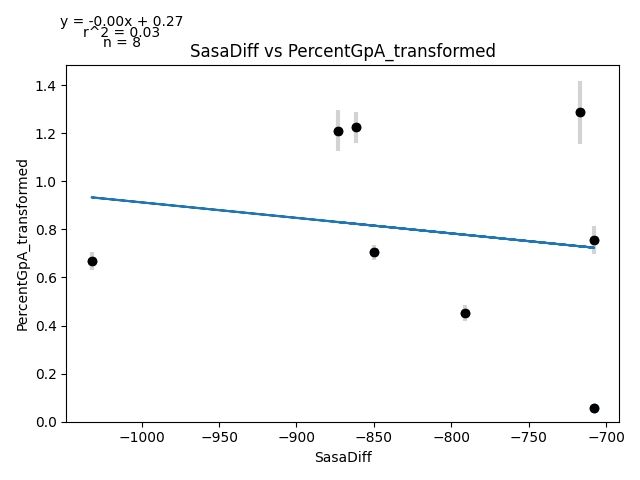 y = -0.00x + 0.27
r^2 = 0.03
n = 8
SasaDiff vs PercentGpA_transformed
PercentGpA_transformed
1.4
1.2
1.0
0.8
0.6
0.4
0.2
0.0
−1000 −950 −900 −850 −800 −750 −700
SasaDiff